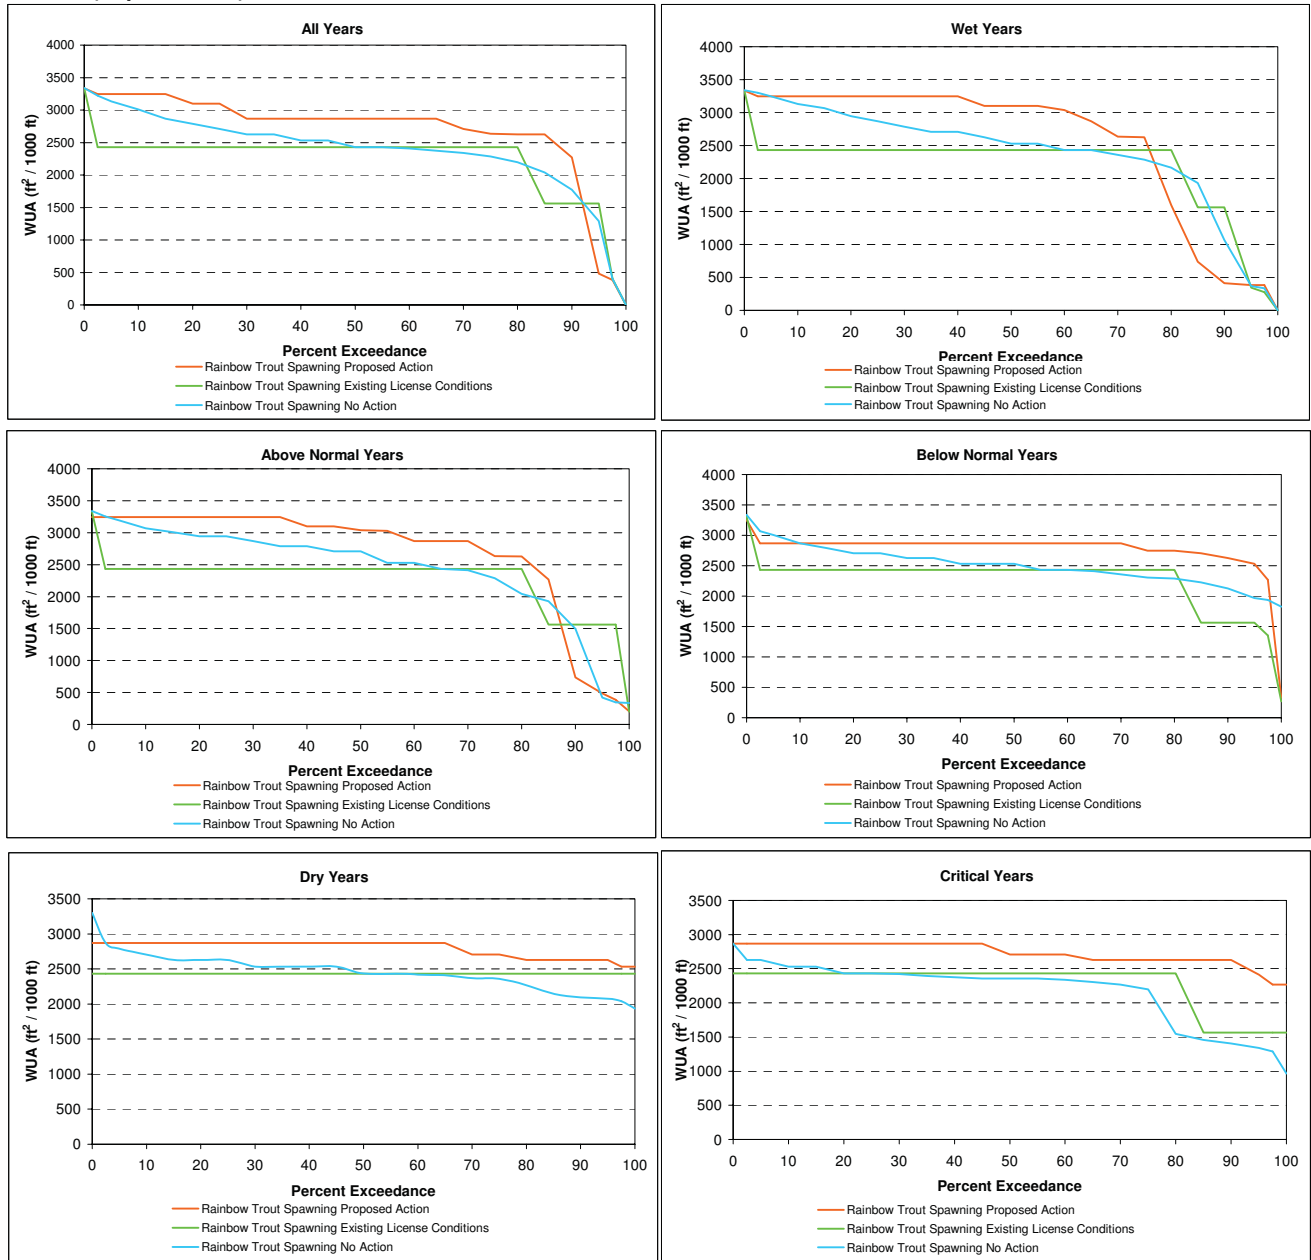 All Years
4000
3500
3000
2500
2000
1500
1000
500
0
WUA (ft² / 1000 ft)
0 10 20 30 40 50 60 70 80 90 100
Percent Exceedance
Rainbow Trout Spawning Proposed Action
Rainbow Trout Spawning Existing License Conditions
Rainbow Trout Spawning No Action
Wet Years
4000
3500
3000
2500
2000
1500
1000
500
0
WUA (ft² / 1000 ft)
0 10 20 30 40 50 60 70 80 90 100
Percent Exceedance
Rainbow Trout Spawning Proposed Action
Rainbow Trout Spawning Existing License Conditions
Rainbow Trout Spawning No Action
Above Normal Years
4000
3500
3000
2500
2000
1500
1000
500
0
WUA (ft² / 1000 ft)
0 10 20 30 40 50 60 70 80 90 100
Percent Exceedance
Rainbow Trout Spawning Proposed Action
Rainbow Trout Spawning Existing License Conditions
Rainbow Trout Spawning No Action
Below Normal Years
4000
3500
3000
2500
2000
1500
1000
500
0
WUA (ft² / 1000 ft)
0 10 20 30 40 50 60 70 80 90 100
Percent Exceedance
Rainbow Trout Spawning Proposed Action
Rainbow Trout Spawning Existing License Conditions
Rainbow Trout Spawning No Action
Dry Years
3500
3000
2500
2000
1500
1000
500
0
WUA (ft² / 1000 ft)
0 10 20 30 40 50 60 70 80 90 100
Percent Exceedance
Rainbow Trout Spawning Proposed Action
Rainbow Trout Spawning Existing License Conditions
Rainbow Trout Spawning No Action
Critical Years
3500
3000
2500
2000
1500
1000
500
0
WUA (ft² / 1000 ft)
0 10 20 30 40 50 60 70 80 90 100
Percent Exceedance
Rainbow Trout Spawning Proposed Action
Rainbow Trout Spawning Existing License Conditions
Rainbow Trout Spawning No Action